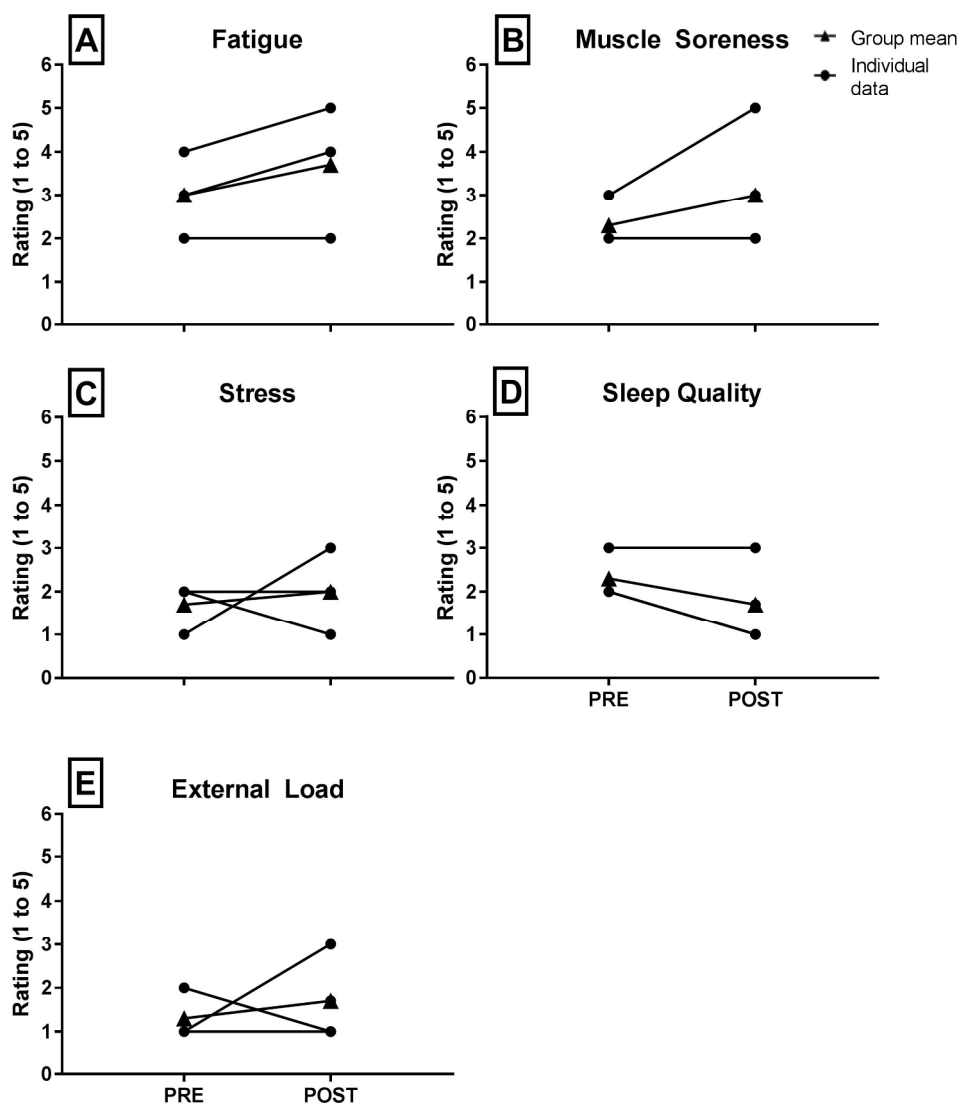 A
Fatigue
6
5
4
3
2
1
0
Rating (1 to 5)
B
Muscle Soreness
6
5
4
3
2
1
0
Rating (1 to 5)
Group mean
Individual
data
C
Stress
6
5
4
3
2
1
0
Rating (1 to 5)
D
Sleep Quality
6
5
4
3
2
1
0
Rating (1 to 5)
PRE
POST
E
External Load
6
5
4
3
2
1
0
Rating (1 to 5)
PRE
POST